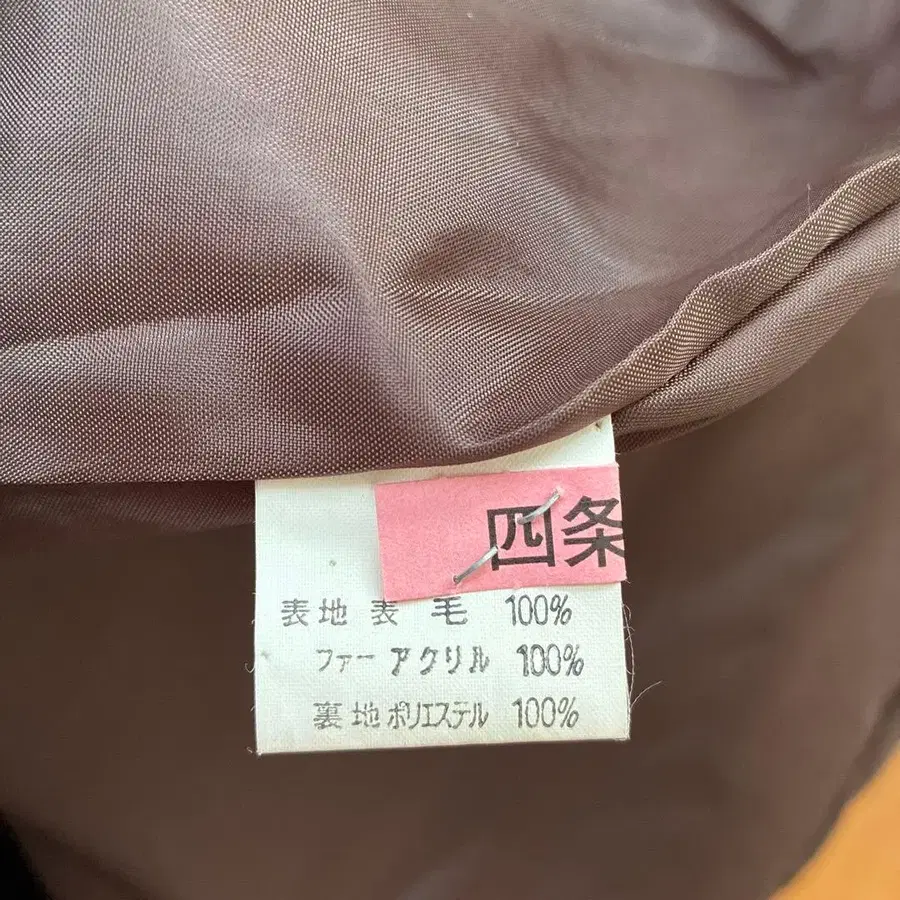 四条
表地 表 毛 100%
ファー アクリル 100%
裏地 ポリエステル 100%